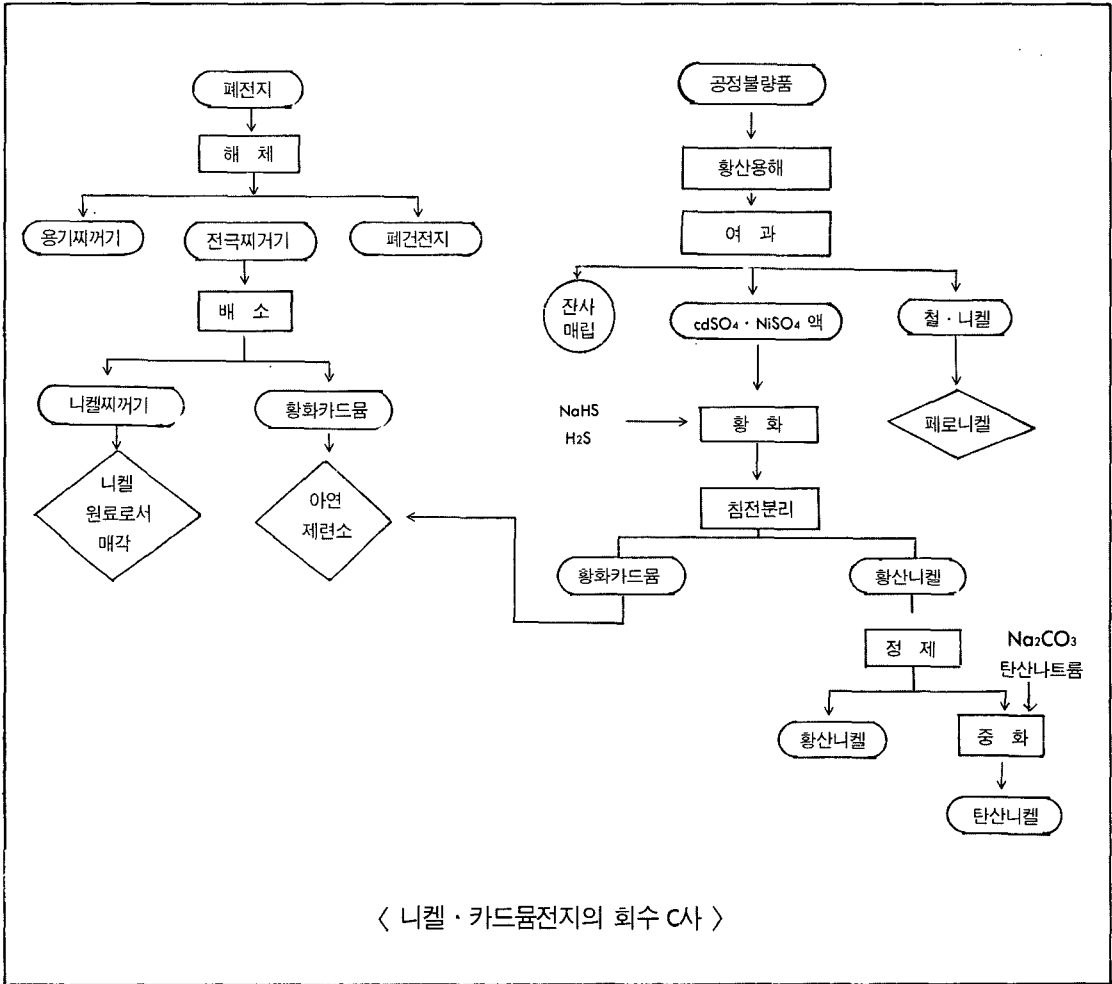 폐전지
해 체
용기찌꺼기
전극찌거기
폐건전지
배 소
니켈찌꺼기
황화카드뮴
니켈
원료로서
매각
아연
제련소
공정불량품
황산용해
여 과
잔사
매립
cdSO₄ · NiSO₄ 액
철 · 니켈
NaHS
H₂S
황 화
페로니켈
침전분리
황화카드뮴
황산니켈
정 제
Na₂CO₃
탄산나트륨
황산니켈
중 화
탄산니켈
〈 니켈 · 카드뮴전지의 회수 C사 〉